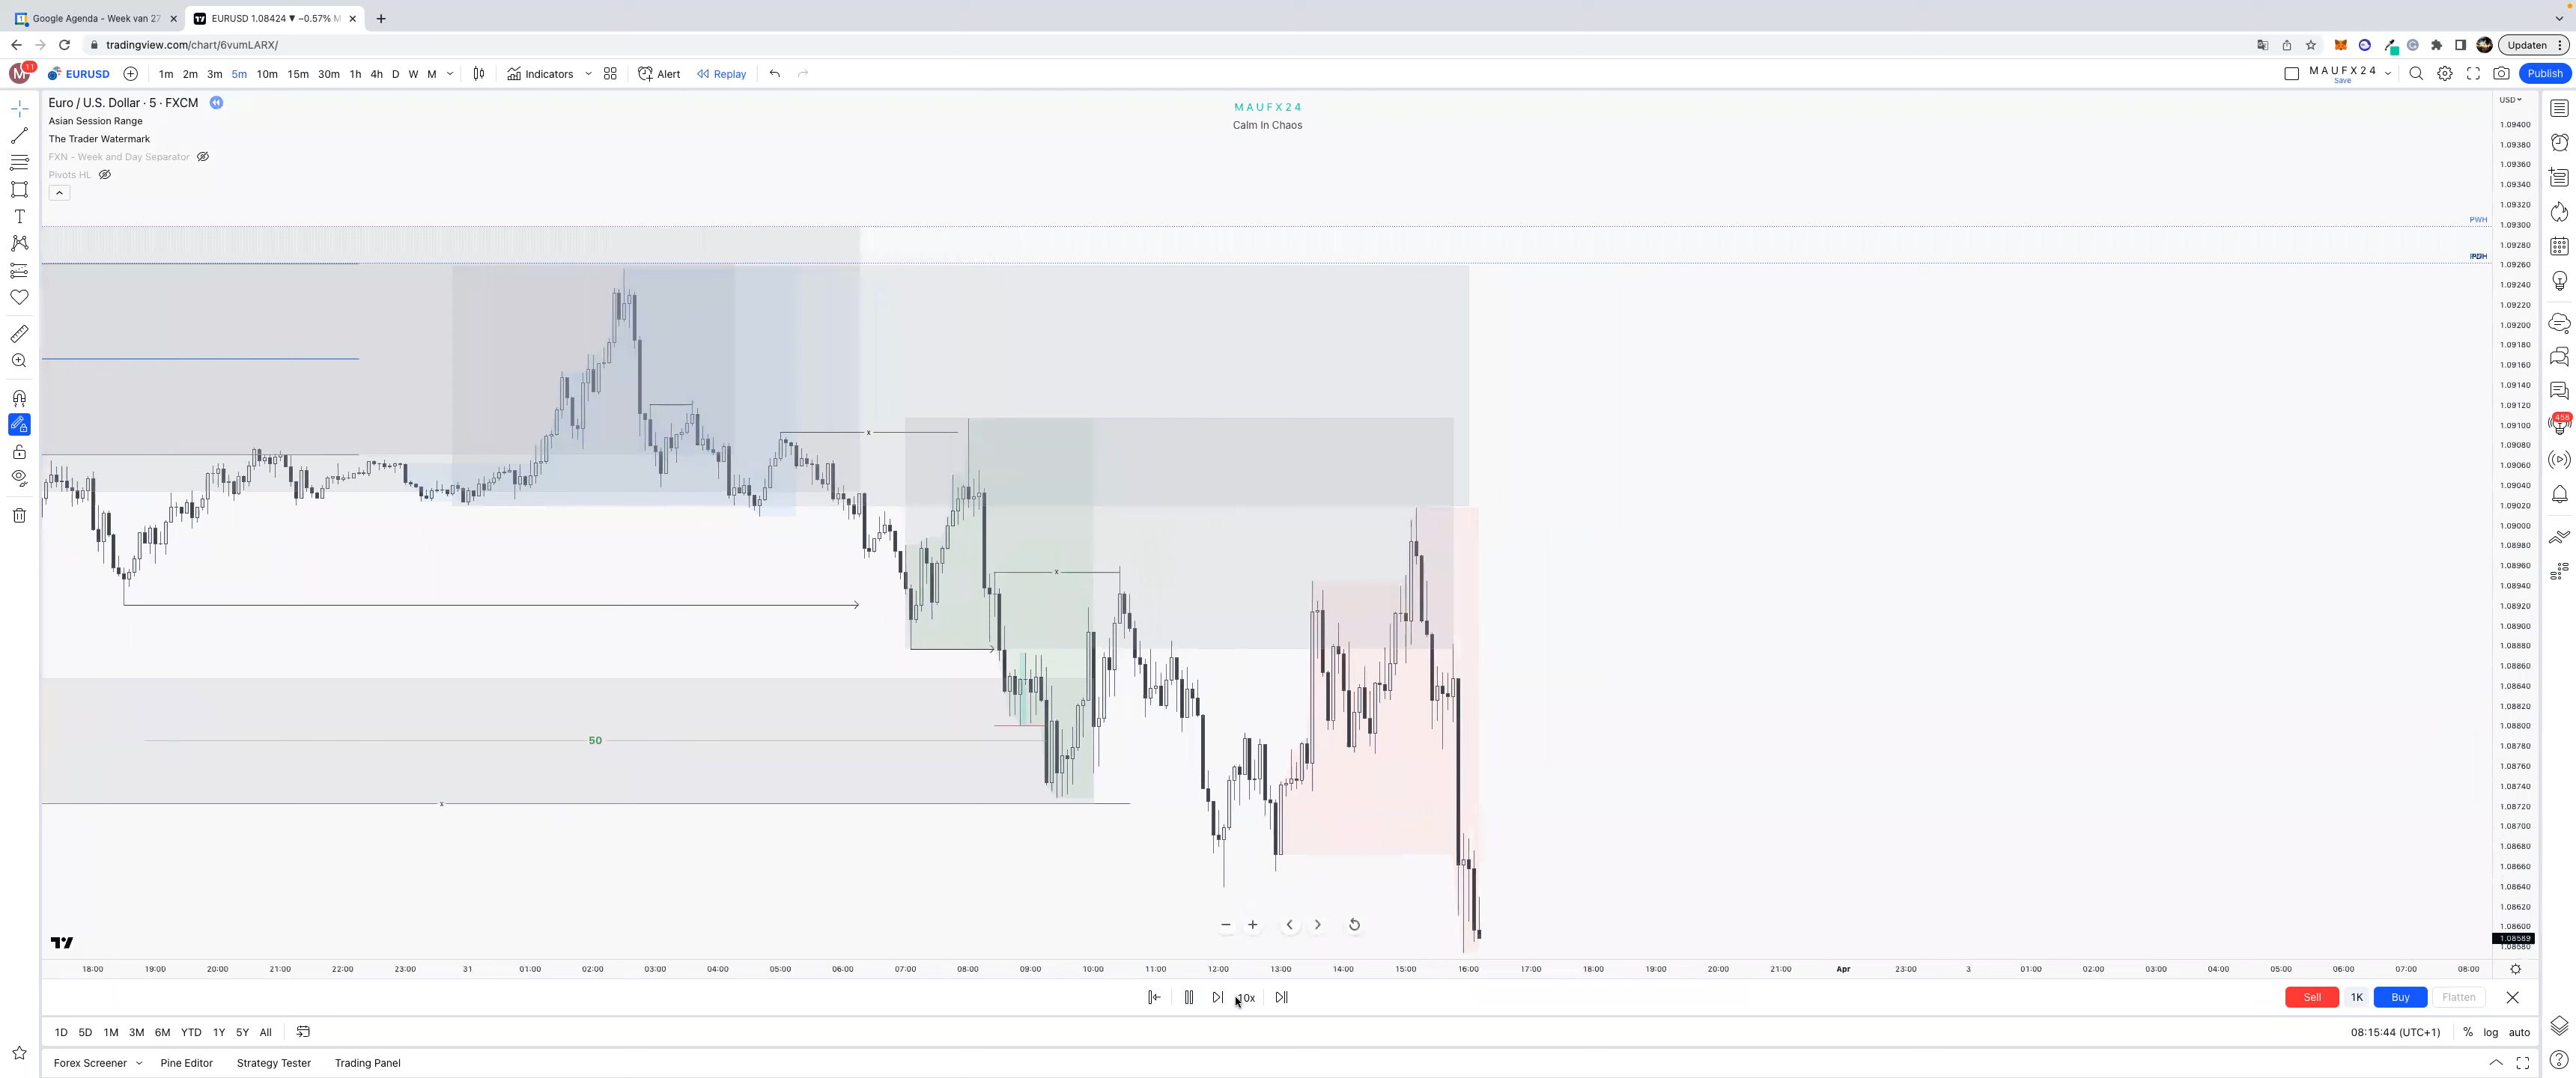 Google Agenda - Week van 27
EURUSD 1.08424 ▼ −0.57% M
tradingview.com/chart/6vumLARX/
Updaten
M 11 EURUSD 1m 2m 3m 5m 10m 15m 30m 1h 4h D W M Indicators Alert Replay MAUFX24 Save Publish
Euro / U.S. Dollar · 5 · FXCM
Asian Session Range
The Trader Watermark
FXN - Week and Day Separator
Pivots HL
MAUFX24
Calm In Chaos
USD
1.09400
1.09380
1.09360
1.09340
1.09320
PWH
1.09300
1.09280
1.09260
1.09240
1.09220
1.09200
1.09180
1.09160
1.09140
1.09120
1.09100
1.09080
1.09060
1.09040
1.09020
1.09000
1.08980
1.08960
1.08940
1.08920
1.08900
1.08880
1.08860
1.08840
1.08820
1.08800
1.08780
1.08760
1.08740
1.08720
1.08700
1.08680
1.08660
1.08640
1.08620
1.08600
1.08589
458
x
x
50
x
18:00 19:00 20:00 21:00 22:00 23:00 31 01:00 02:00 03:00 04:00 05:00 06:00 07:00 08:00 09:00 10:00 11:00 12:00 13:00 14:00 15:00 16:00 17:00 18:00 19:00 20:00 21:00 Apr 23:00 3 01:00 02:00 03:00 04:00 05:00 06:00 07:00 08:00
10x
Sell 1K Buy Flatten
1D 5D 1M 3M 6M YTD 1Y 5Y All
08:15:44 (UTC+1) % log auto
Forex Screener Pine Editor Strategy Tester Trading Panel